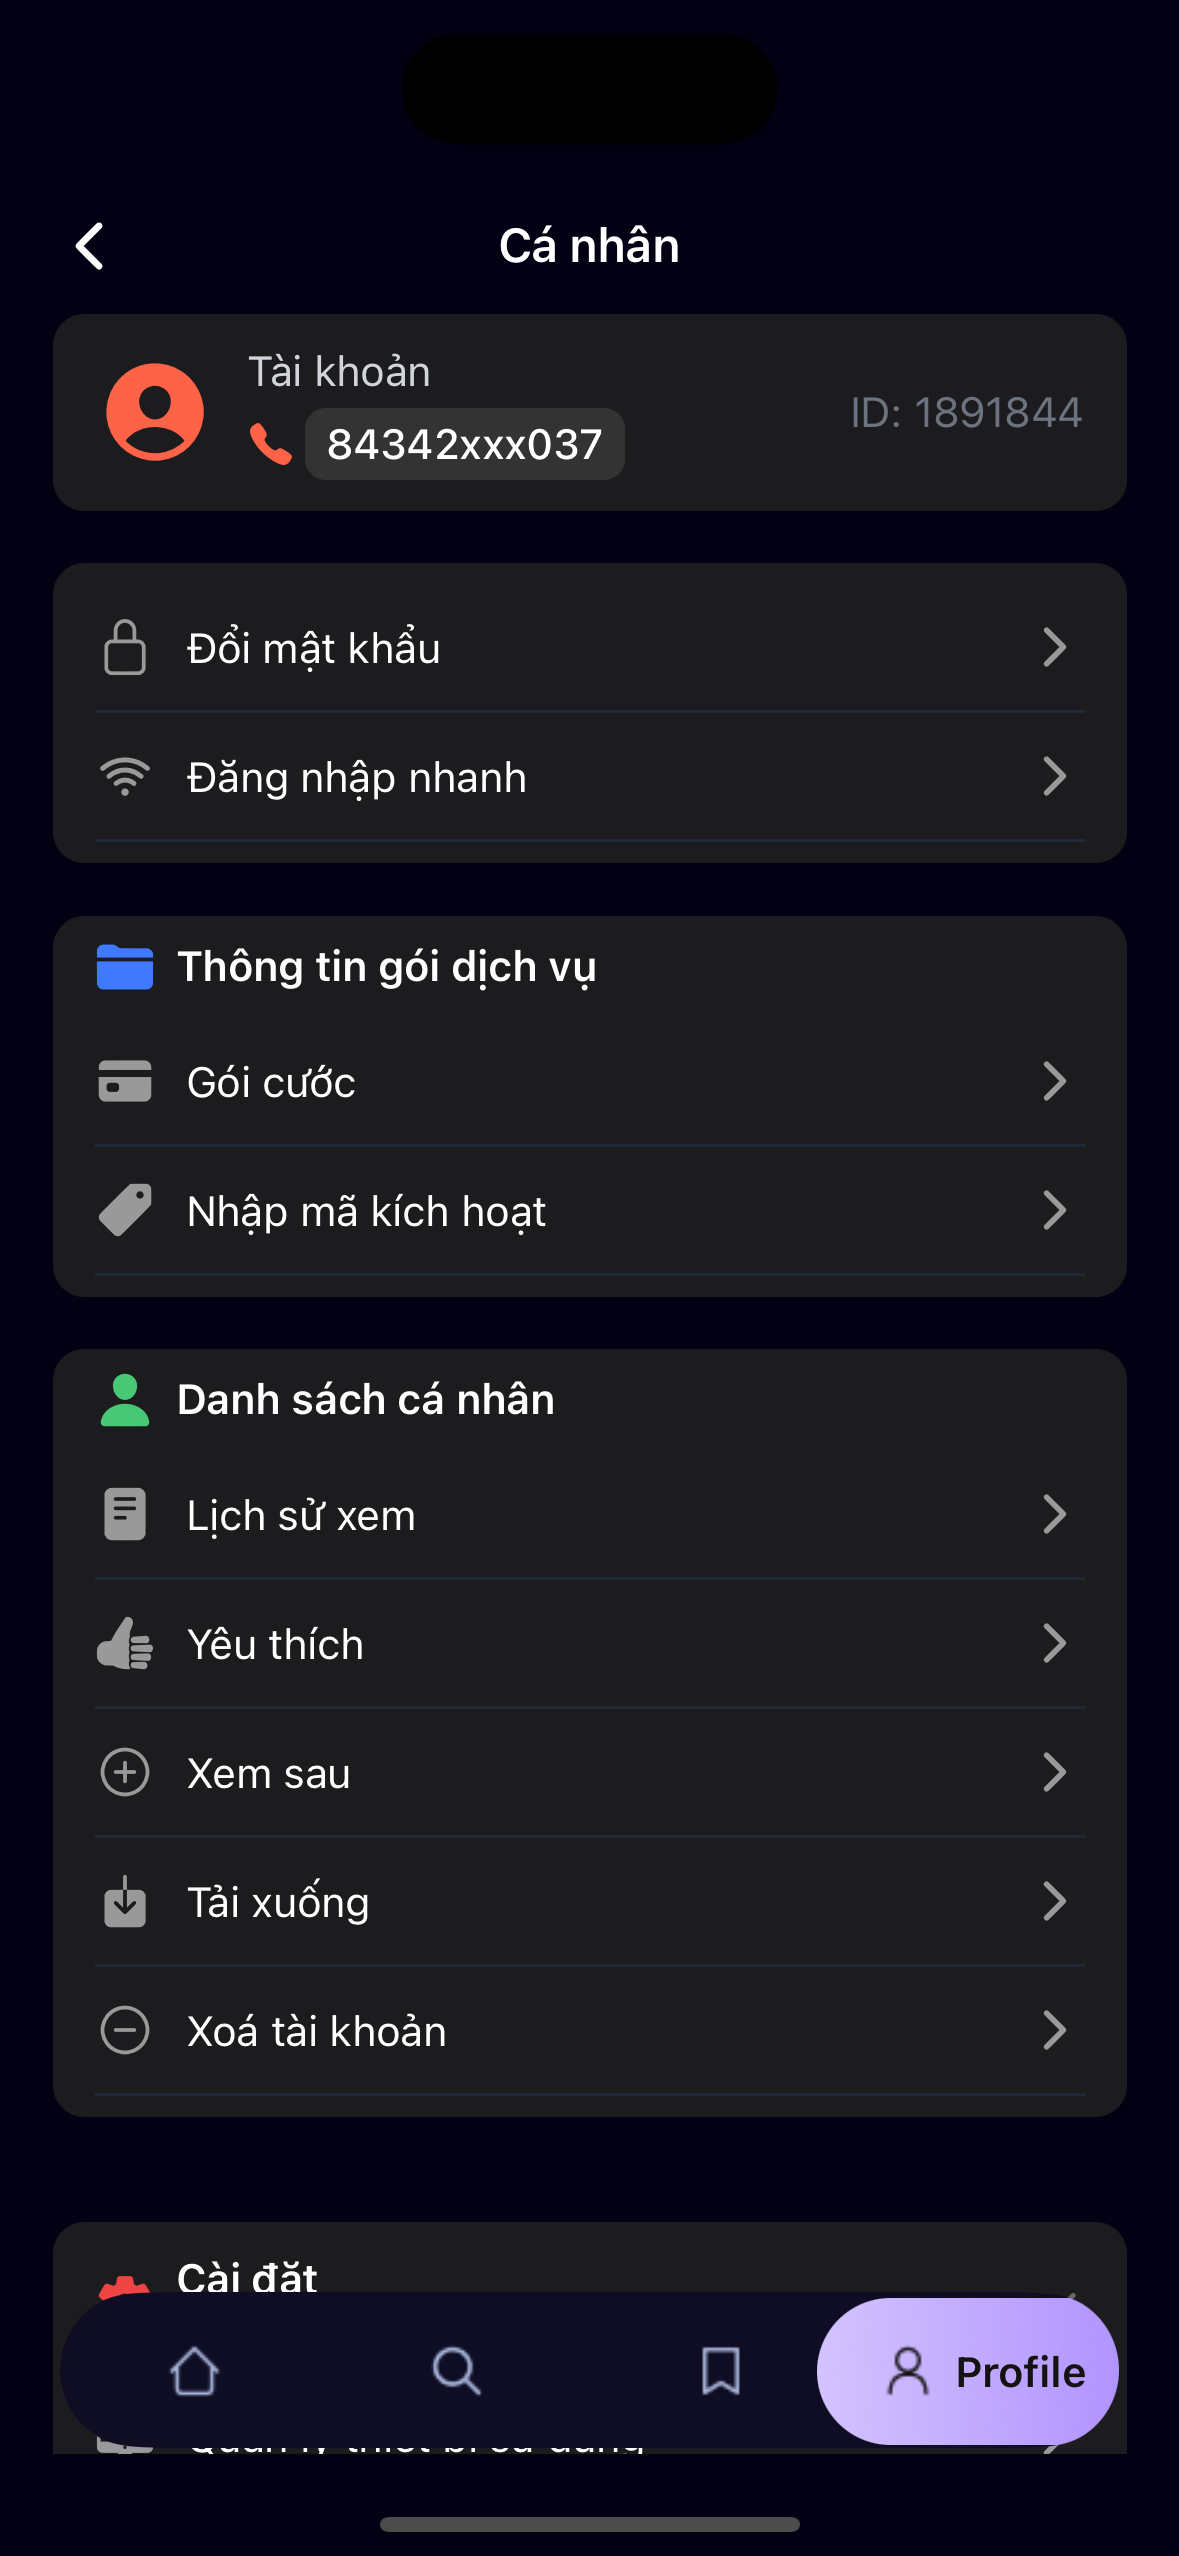 Cá nhân
Tài khoản
84342xxx037
ID: 1891844
Đổi mật khẩu
Đăng nhập nhanh
Thông tin gói dịch vụ
Gói cước
Nhập mã kích hoạt
Danh sách cá nhân
Lịch sử xem
Yêu thích
Xem sau
Tải xuống
Xoá tài khoản
Cài đặt
Profile